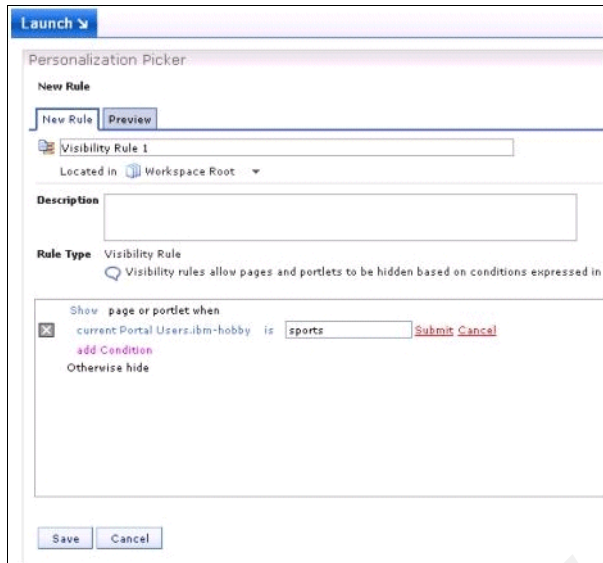 Launch
Personalization Picker
New Rule
New Rule Preview
Visibility Rule 1
Located in Workspace Root
Description
Rule Type Visibility Rule
Visibility rules allow pages and portlets to be hidden based on conditions expressed in
Show page or portlet when
current Portal Users.ibm-hobby is sports Submit Cancel
add Condition
Otherwise hide
Save Cancel